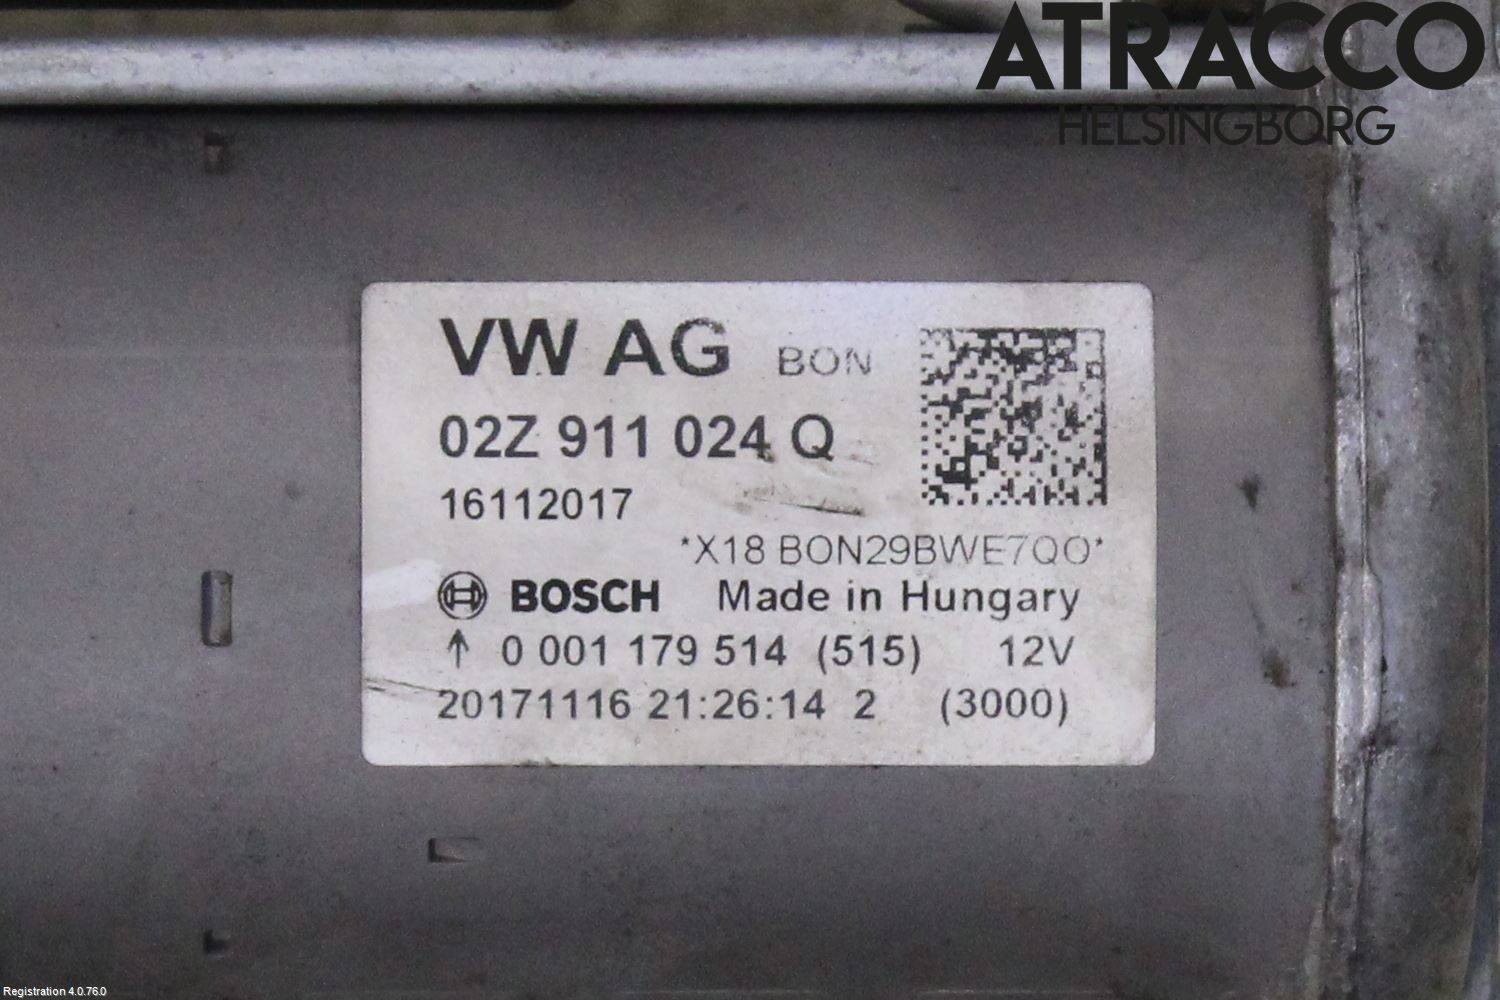 ATRACCO
HELSINGBORG
VW AG BON
02Z 911 024 Q
16112017
*X18 BON29BWE7QO*
BOSCH Made in Hungary
↑ 0 001 179 514 (515) 12V
20171116 21:26:14 2 (3000)
Registration 4.0.76.0